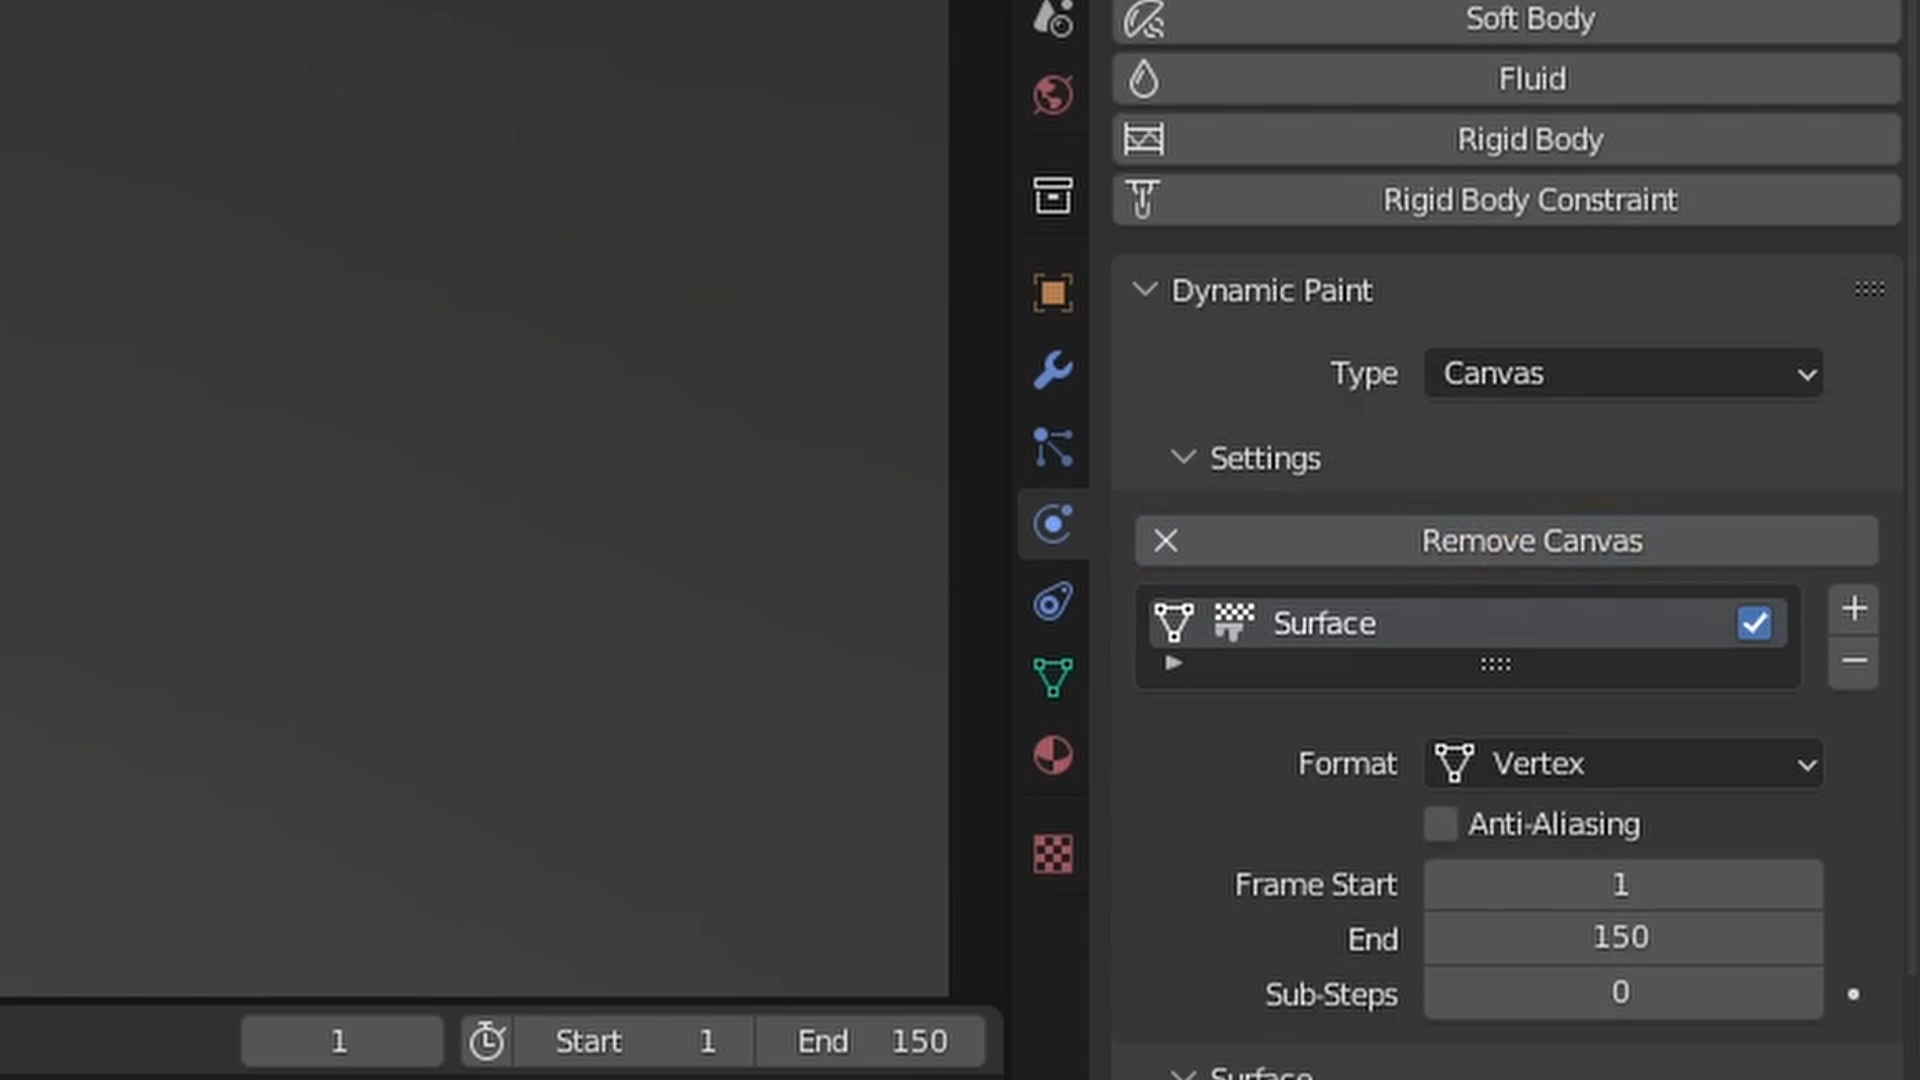 Soft Body
Fluid
Rigid Body
Rigid Body Constraint
Dynamic Paint
Type Canvas
Settings
Remove Canvas
Surface
Format Vertex
Anti-Aliasing
Frame Start 1
End 150
Sub-Steps 0
Surface
1 Start 1 End 150